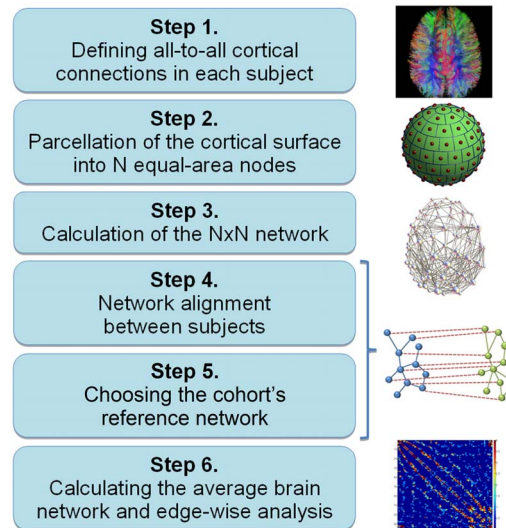 Step 1.
Defining all-to-all cortical
connections in each subject
Step 2.
Parcellation of the cortical surface
into N equal-area nodes
Step 3.
Calculation of the NxN network
Step 4.
Network alignment
between subjects
Step 5.
Choosing the cohort's
reference network
Step 6.
Calculating the average brain
network and edge-wise analysis